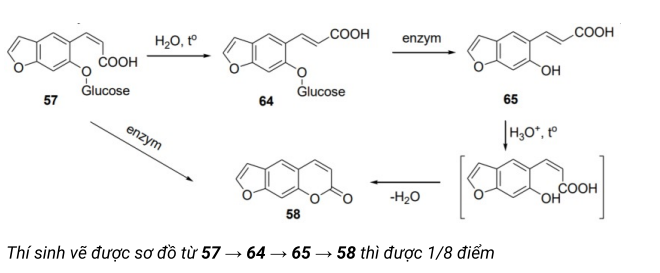 H₂O, t°
enzym
COOH
O
O
Glucose
57
COOH
O
O
Glucose
64
COOH
O
OH
65
enzym
H₃O⁺, t°
O
O
O
58
-H₂O
O
OH
COOH
Thí sinh vẽ được sơ đồ từ 57 → 64 → 65 → 58 thì được 1/8 điểm